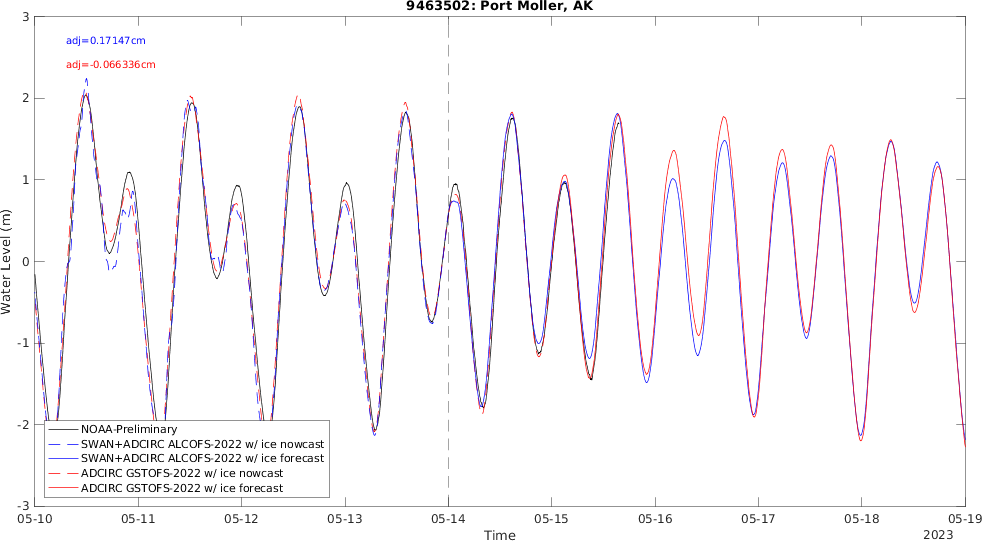 9463502: Port Moller, AK
adj=0.17147cm
adj=-0.066336cm
Water Level (m)
3
2
1
0
-1
-2
-3
NOAA-Preliminary
SWAN+ADCIRC ALCOFS-2022 w/ ice nowcast
SWAN+ADCIRC ALCOFS-2022 w/ ice forecast
ADCIRC GSTOFS-2022 w/ ice nowcast
ADCIRC GSTOFS-2022 w/ ice forecast
05-10 05-11 05-12 05-13 05-14 05-15 05-16 05-17 05-18 05-19
Time
2023